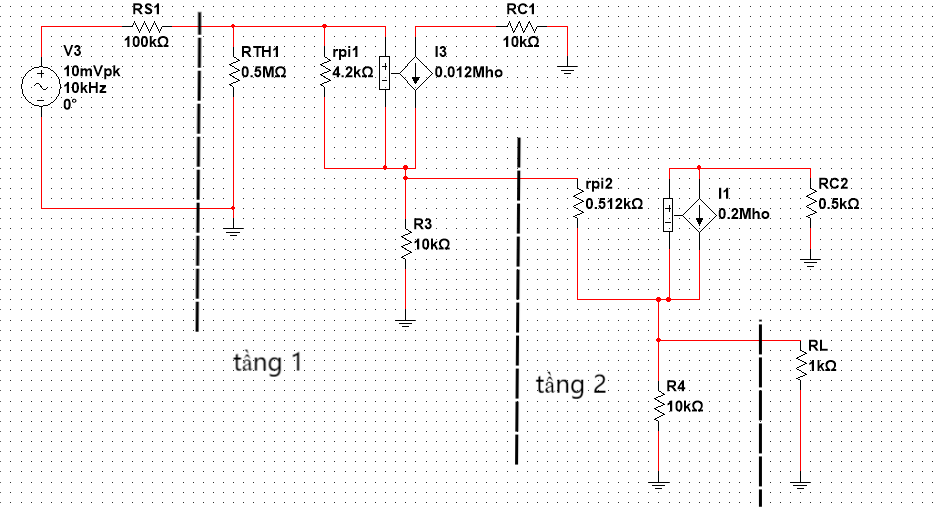 RS1
100kΩ
V3
10mVpk
10kHz
0°
RTH1
0.5MΩ
rpi1
4.2kΩ
I3
0.012Mho
RC1
10kΩ
R3
10kΩ
rpi2
0.512kΩ
I1
0.2Mho
RC2
0.5kΩ
tầng 1
tầng 2
R4
10kΩ
RL
1kΩ